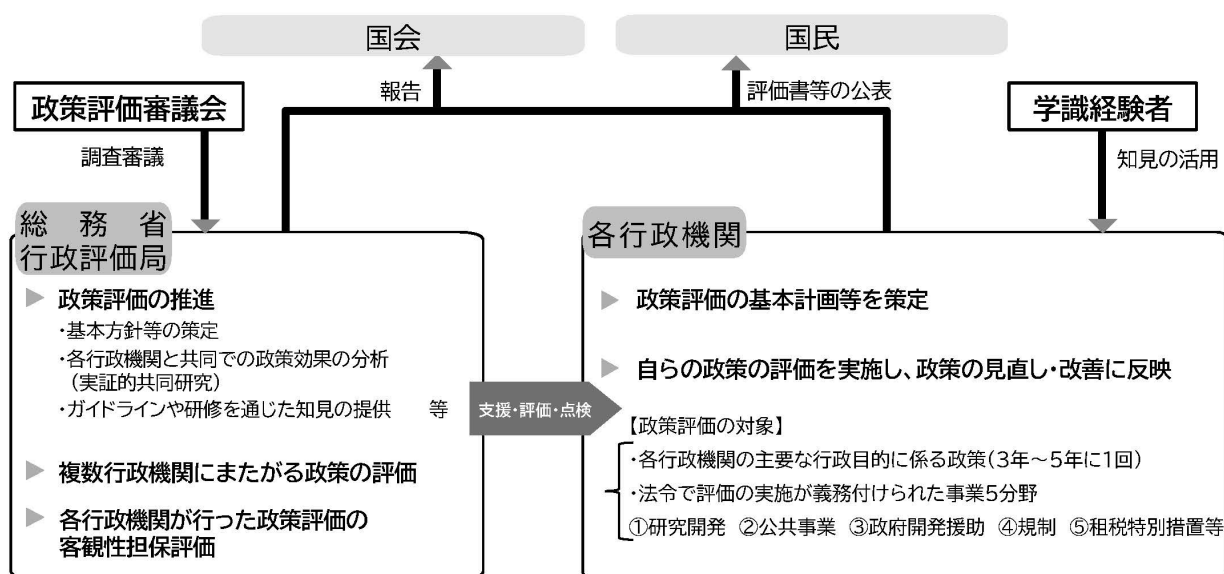 国会
国民
報告
評価書等の公表
政策評価審議会
学識経験者
調査審議
知見の活用
総務省
行政評価局
▶ 政策評価の推進
・基本方針等の策定
・各行政機関と共同での政策効果の分析
（実証的共同研究）
・ガイドラインや研修を通じた知見の提供　等
▶ 複数行政機関にまたがる政策の評価
▶ 各行政機関が行った政策評価の
客観性担保評価
支援・評価・点検
各行政機関
▶ 政策評価の基本計画等を策定
▶ 自らの政策の評価を実施し、政策の見直し・改善に反映
【政策評価の対象】
・各行政機関の主要な行政目的に係る政策（3年～5年に1回）
・法令で評価の実施が義務付けられた事業5分野
①研究開発　②公共事業　③政府開発援助　④規制　⑤租税特別措置等